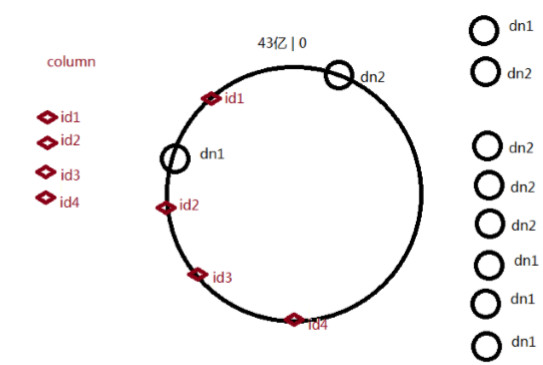 column
id1
id2
id3
id4
43亿 | 0
dn2
id1
dn1
id2
id3
id4
dn1
dn2
dn2
dn2
dn2
dn1
dn1
dn1